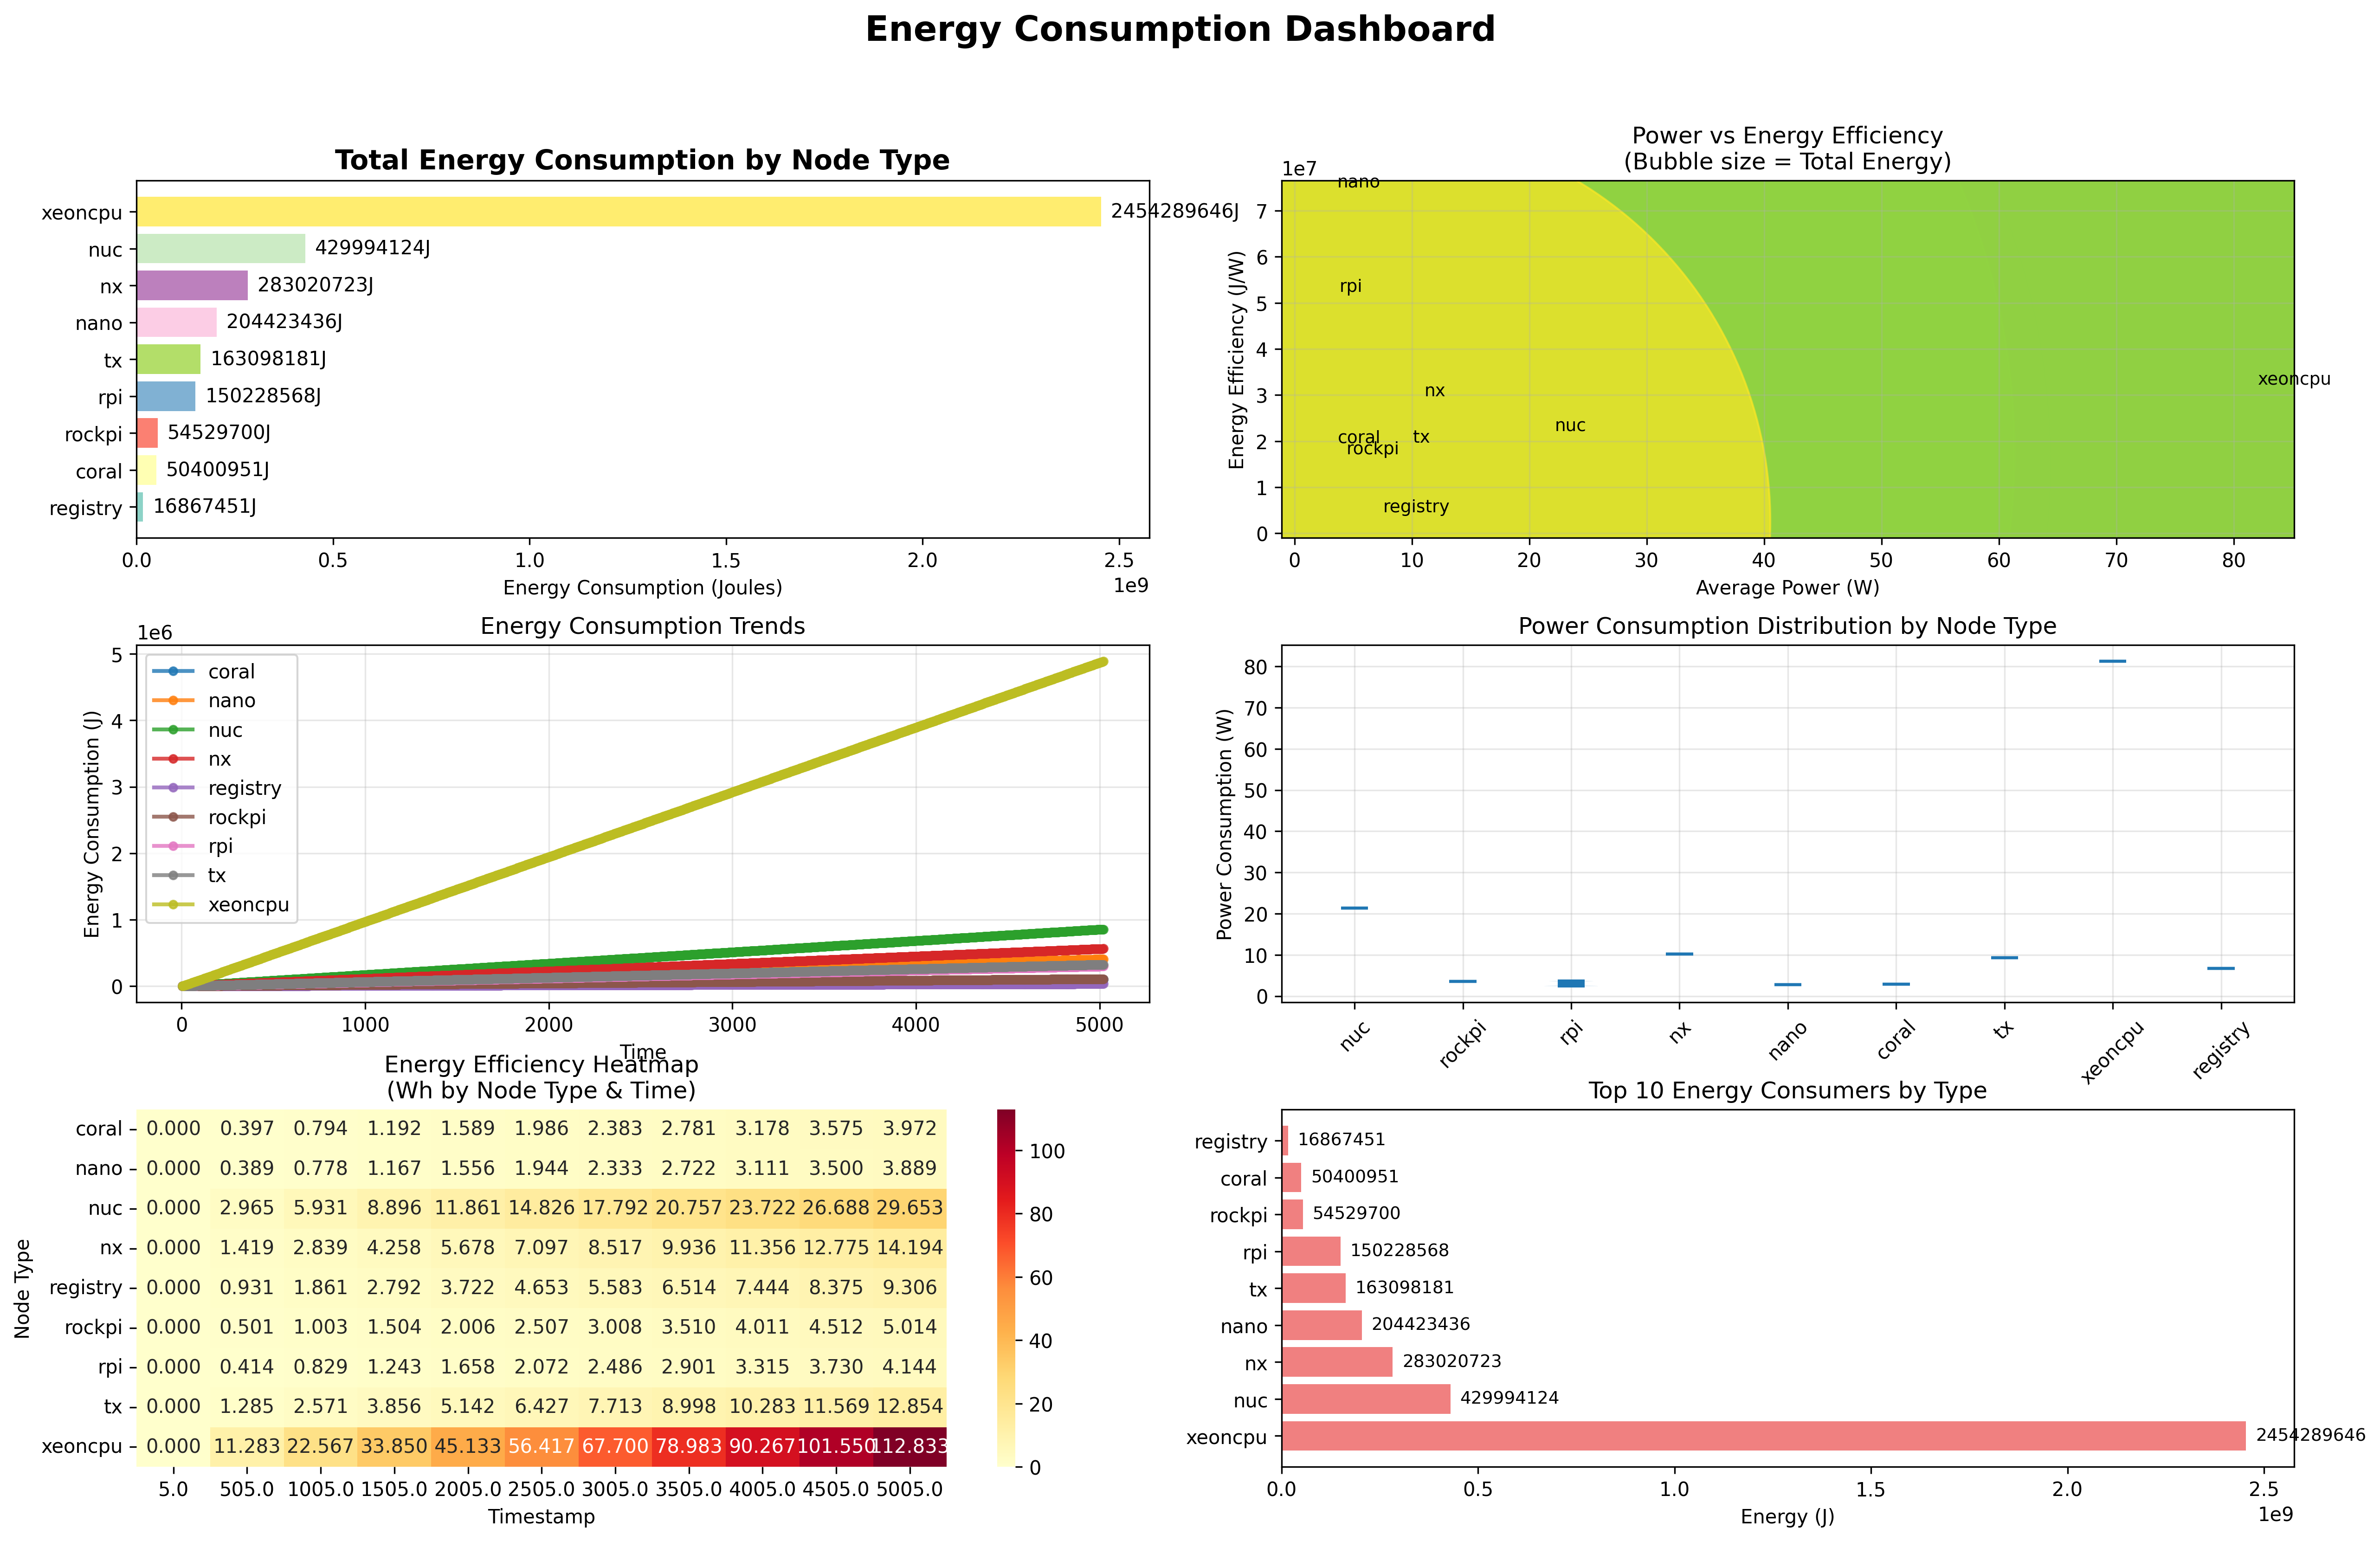 Energy Consumption Dashboard
Total Energy Consumption by Node Type
xeoncpu
nuc
nx
nano
tx
rpi
rockpi
coral
registry
2454289646J
429994124J
283020723J
204423436J
163098181J
150228568J
54529700J
50400951J
16867451J
0.0 0.5 1.0 1.5 2.0 2.5
1e9
Energy Consumption (Joules)
Power vs Energy Efficiency
(Bubble size = Total Energy)
1e7
Energy Efficiency (J/W)
7
6
5
4
3
2
1
0
nano
rpi
xeoncpu
nx
nuc
coral
tx
rockpi
registry
0 10 20 30 40 50 60 70 80
Average Power (W)
Energy Consumption Trends
1e6
Energy Consumption (J)
5
4
3
2
1
0
coral
nano
nuc
nx
registry
rockpi
rpi
tx
xeoncpu
0 1000 2000 3000 4000 5000
Time
Power Consumption Distribution by Node Type
Power Consumption (W)
80
70
60
50
40
30
20
10
0
nuc rockpi rpi nx nano coral tx xeoncpu registry
Energy Efficiency Heatmap
(Wh by Node Type & Time)
Node Type
coral 0.000 0.397 0.794 1.192 1.589 1.986 2.383 2.781 3.178 3.575 3.972
nano 0.000 0.389 0.778 1.167 1.556 1.944 2.333 2.722 3.111 3.500 3.889
nuc 0.000 2.965 5.931 8.896 11.861 14.826 17.792 20.757 23.722 26.688 29.653
nx 0.000 1.419 2.839 4.258 5.678 7.097 8.517 9.936 11.356 12.775 14.194
registry 0.000 0.931 1.861 2.792 3.722 4.653 5.583 6.514 7.444 8.375 9.306
rockpi 0.000 0.501 1.003 1.504 2.006 2.507 3.008 3.510 4.011 4.512 5.014
rpi 0.000 0.414 0.829 1.243 1.658 2.072 2.486 2.901 3.315 3.730 4.144
tx 0.000 1.285 2.571 3.856 5.142 6.427 7.713 8.998 10.283 11.569 12.854
xeoncpu 0.000 11.283 22.567 33.850 45.133 56.417 67.700 78.983 90.267 101.550 112.833
5.0 505.0 1005.0 1505.0 2005.0 2505.0 3005.0 3505.0 4005.0 4505.0 5005.0
Timestamp
100
80
60
40
20
0
Top 10 Energy Consumers by Type
registry
coral
rockpi
rpi
tx
nano
nx
nuc
xeoncpu
16867451
50400951
54529700
150228568
163098181
204423436
283020723
429994124
2454289646
0.0 0.5 1.0 1.5 2.0 2.5
1e9
Energy (J)